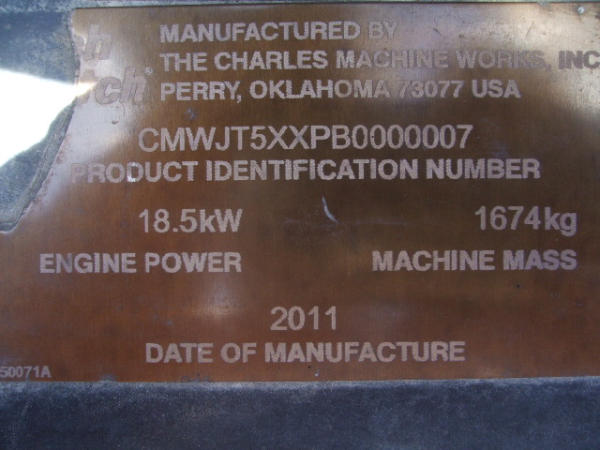 MANUFACTURED BY
THE CHARLES MACHINE WORKS, INC
PERRY, OKLAHOMA 73077 USA
CMWJT5XXPB0000007
PRODUCT IDENTIFICATION NUMBER
18.5kW 1674kg
ENGINE POWER MACHINE MASS
2011
DATE OF MANUFACTURE
50071A